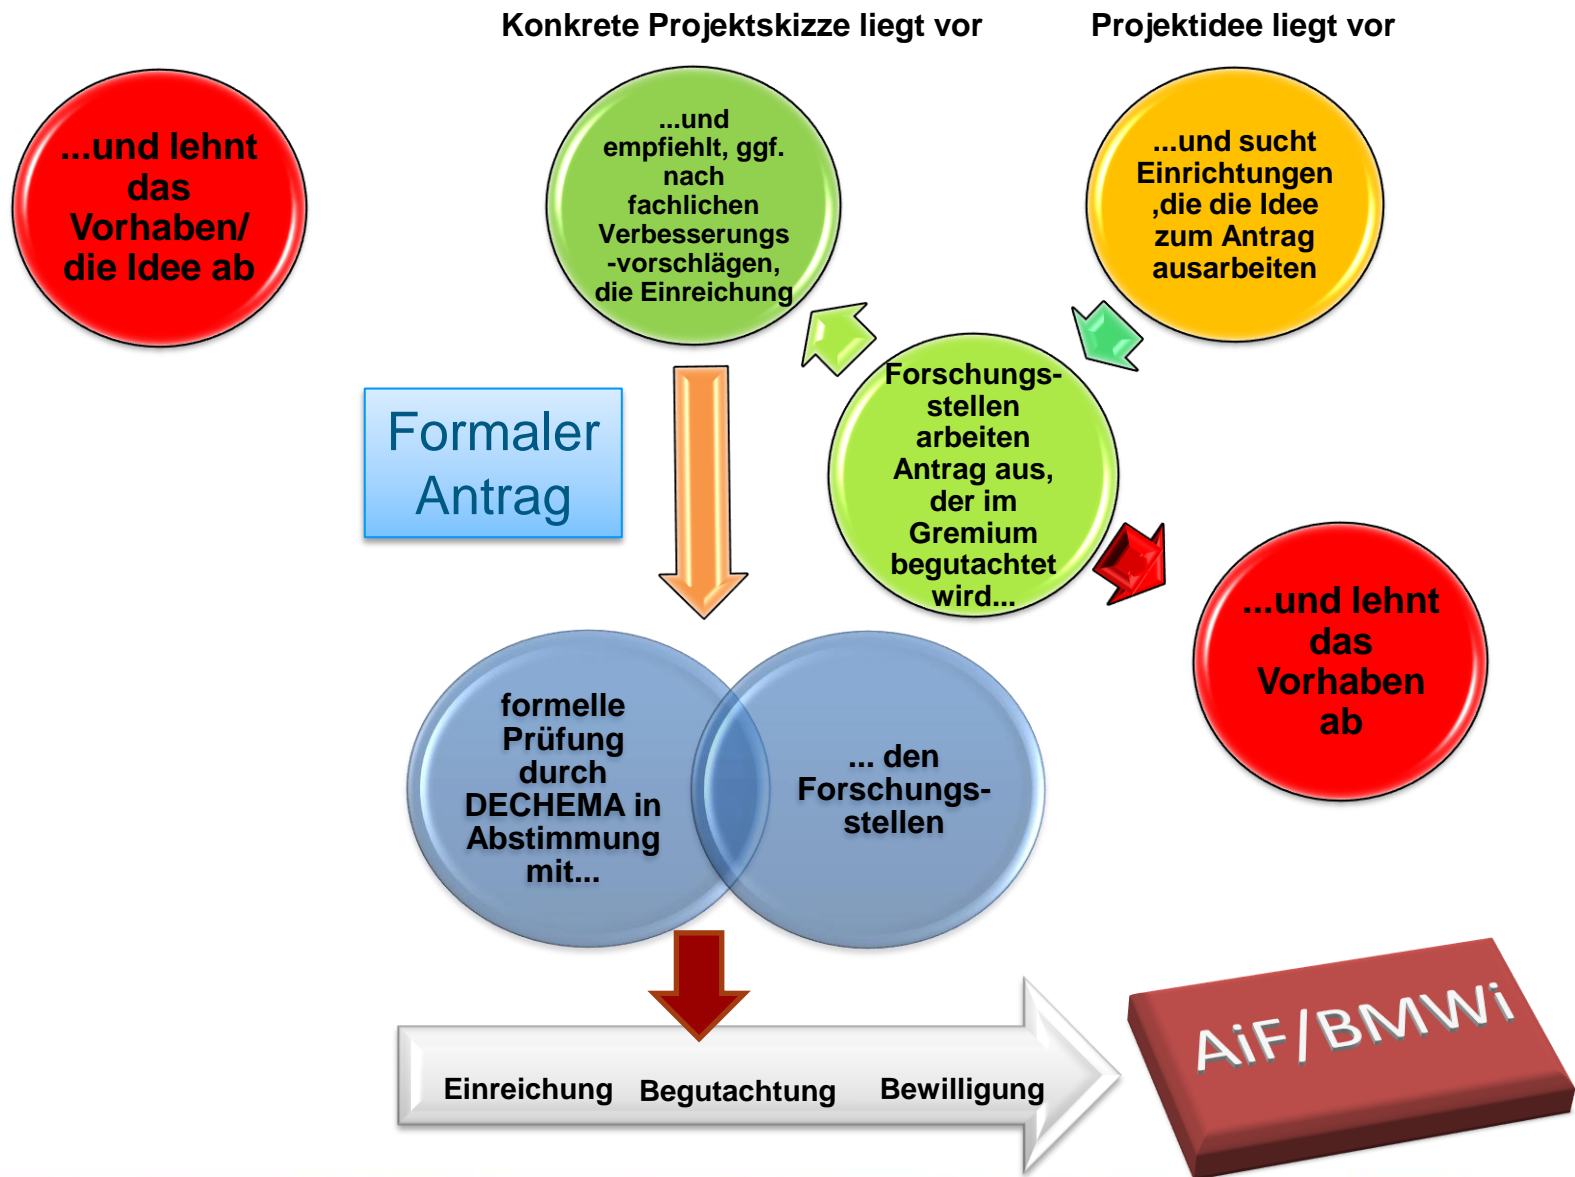 Konkrete Projektskizze liegt vor
Projektidee liegt vor
...und lehnt
das
Vorhaben/
die Idee ab
...und
empfiehlt, ggf.
nach
fachlichen
Verbesserungs
-vorschlägen,
die Einreichung
...und sucht
Einrichtungen
,die die Idee
zum Antrag
ausarbeiten
Formaler
Antrag
Forschungs-
stellen
arbeiten
Antrag aus,
der im
Gremium
begutachtet
wird...
...und lehnt
das
Vorhaben
ab
formelle
Prüfung
durch
DECHEMA in
Abstimmung
mit...
... den
Forschungs-
stellen
Einreichung
Begutachtung
Bewilligung
AiF/BMWi